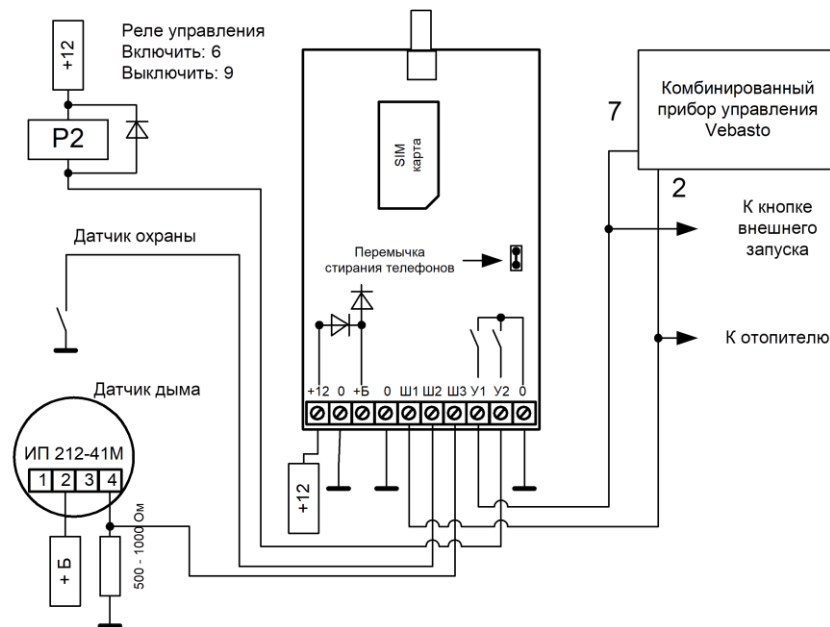 +12
Реле управления
Включить: 6
Выключить: 9
P2
Датчик охраны
Датчик дыма
ИП 212-41М
1 2 3 4
+ Б
500 - 1000 Ом
SIM
карта
Перемычка
стирания телефонов
+12 0 +Б 0 Ш1 Ш2 Ш3 У1 У2 0
+12
Комбинированный
прибор управления
Vebasto
7
2
К кнопке
внешнего
запуска
К отопителю